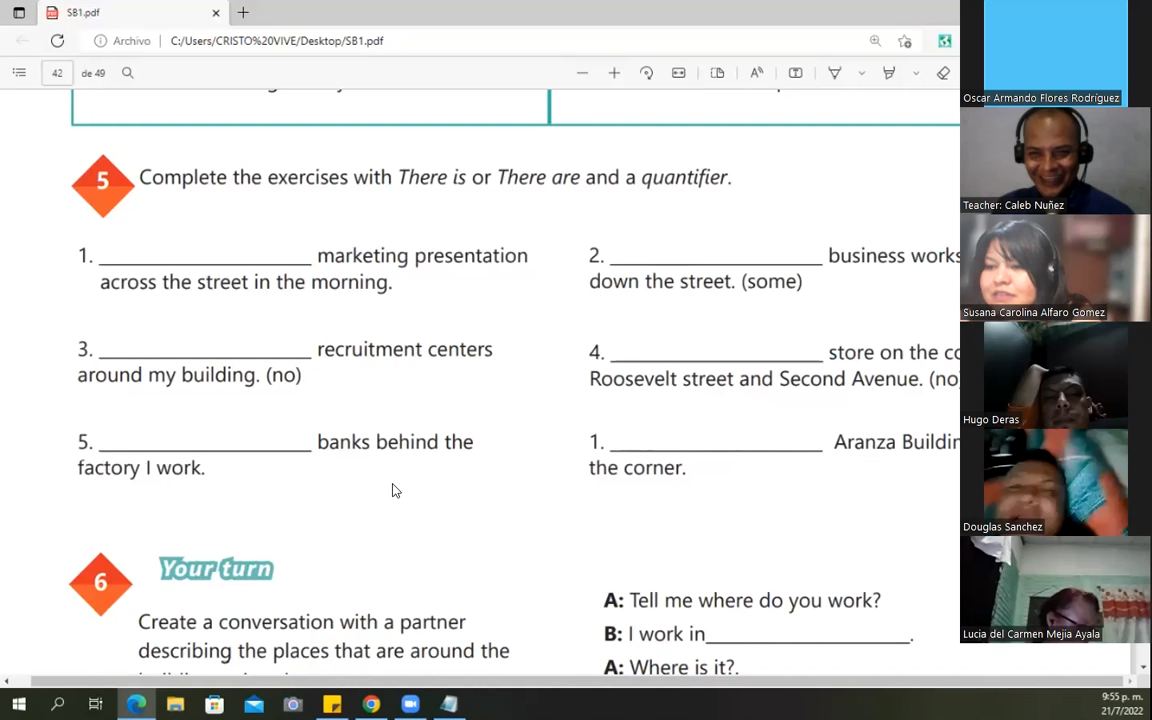 SB1.pdf
Archivo
C:/Users/CRISTO%20VIVE/Desktop/SB1.pdf
42
de 49
5
Complete the exercises with There is or There are and a quantifier.
1. ____________________ marketing presentation
across the street in the morning.
2. ____________________ business works
down the street. (some)
3. ____________________ recruitment centers
around my building. (no)
4. ____________________ store on the co
Roosevelt street and Second Avenue. (no
5. ____________________ banks behind the
factory I work.
1. ____________________ Aranza Buildin
the corner.
6
Your turn
Create a conversation with a partner
describing the places that are around the
A: Tell me where do you work?
B: I work in____________________.
A: Where is it?.
Oscar Armando Flores Rodríguez
Teacher: Caleb Nuñez
Susana Carolina Alfaro Gomez
Hugo Deras
Douglas Sanchez
Lucia del Carmen Mejia Ayala
9:55 p. m.
21/7/2022